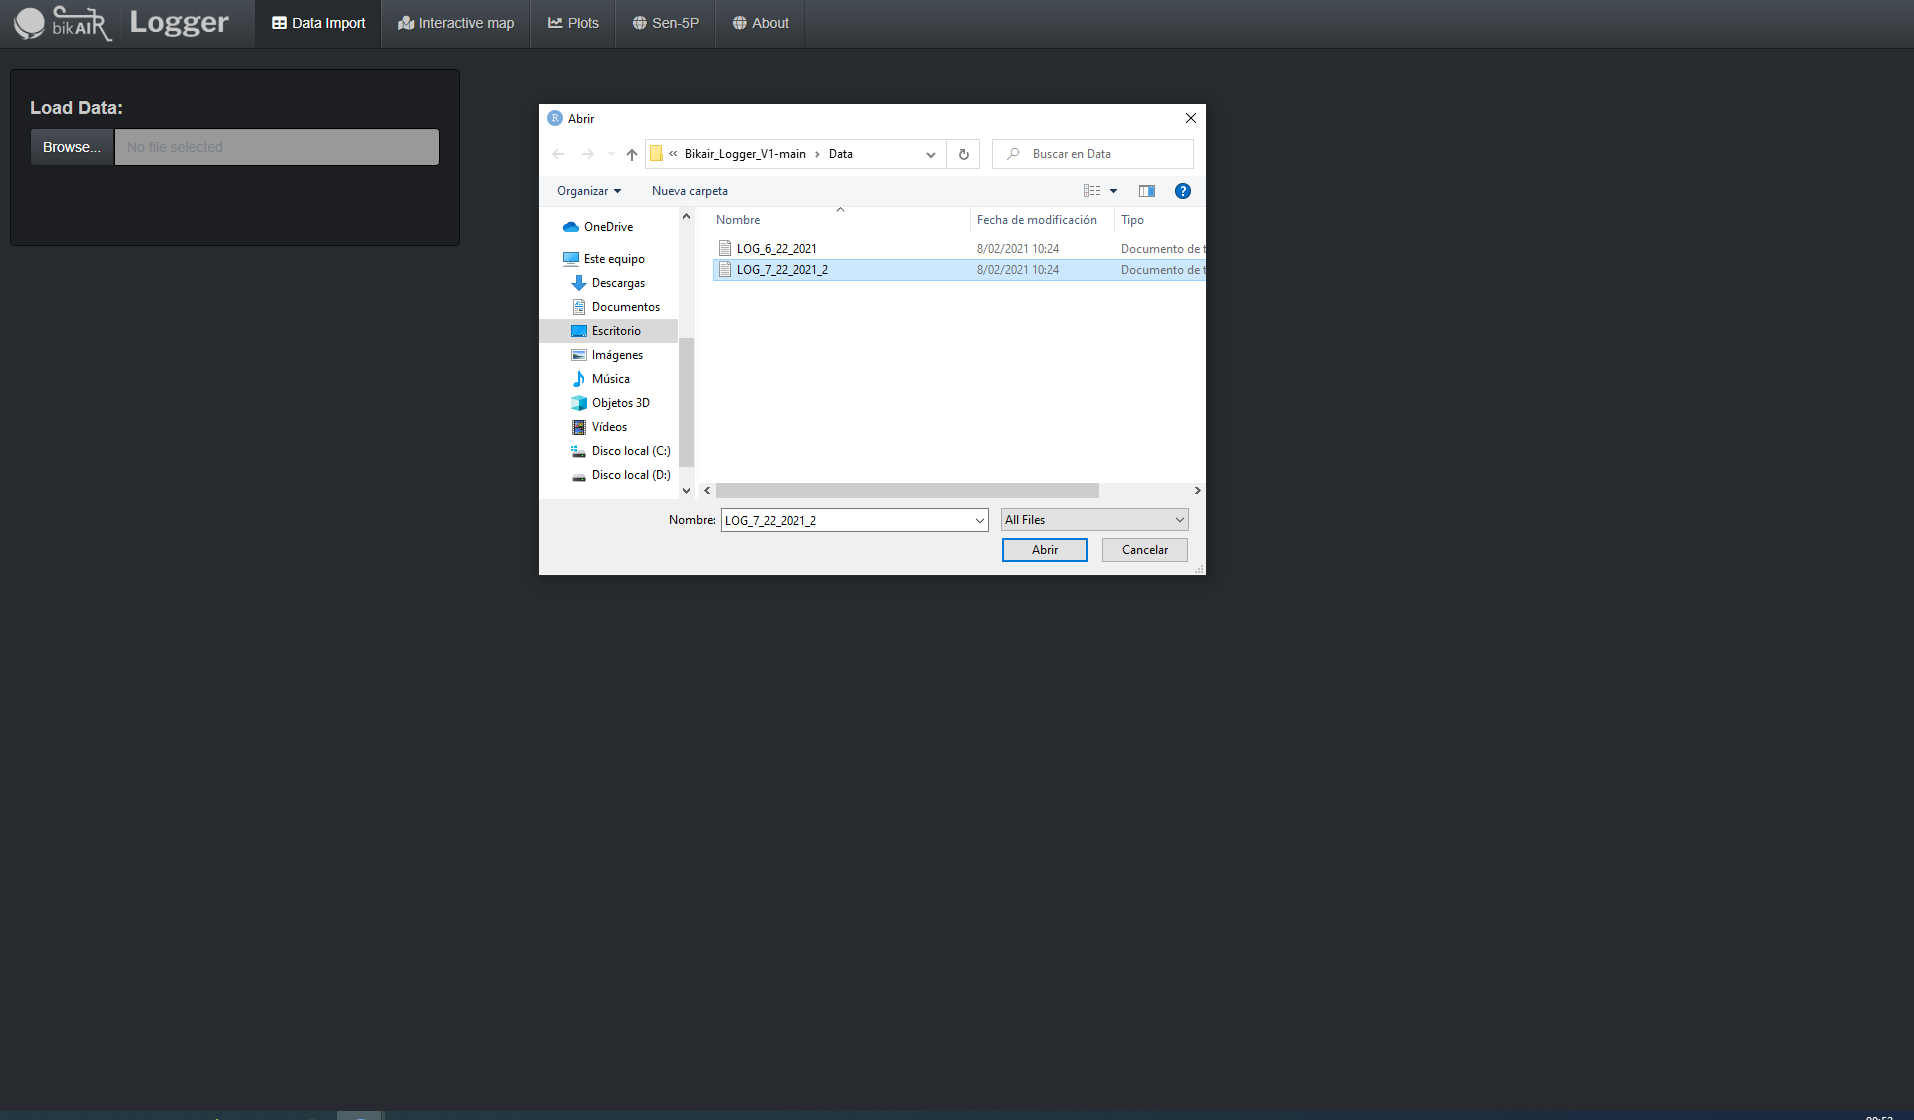 bikAIR Logger Data Import Interactive map Plots Sen-5P About
Load Data:
Browse... No file selected
R Abrir
« Bikair_Logger_V1-main › Data Buscar en Data
Organizar Nueva carpeta ?
Nombre Fecha de modificación Tipo
LOG_6_22_2021 8/02/2021 10:24 Documento de t
LOG_7_22_2021_2 8/02/2021 10:24 Documento de t
OneDrive
Este equipo
Descargas
Documentos
Escritorio
Imágenes
Música
Objetos 3D
Vídeos
Disco local (C:)
Disco local (D:)
Nombre: LOG_7_22_2021_2 All Files
Abrir Cancelar